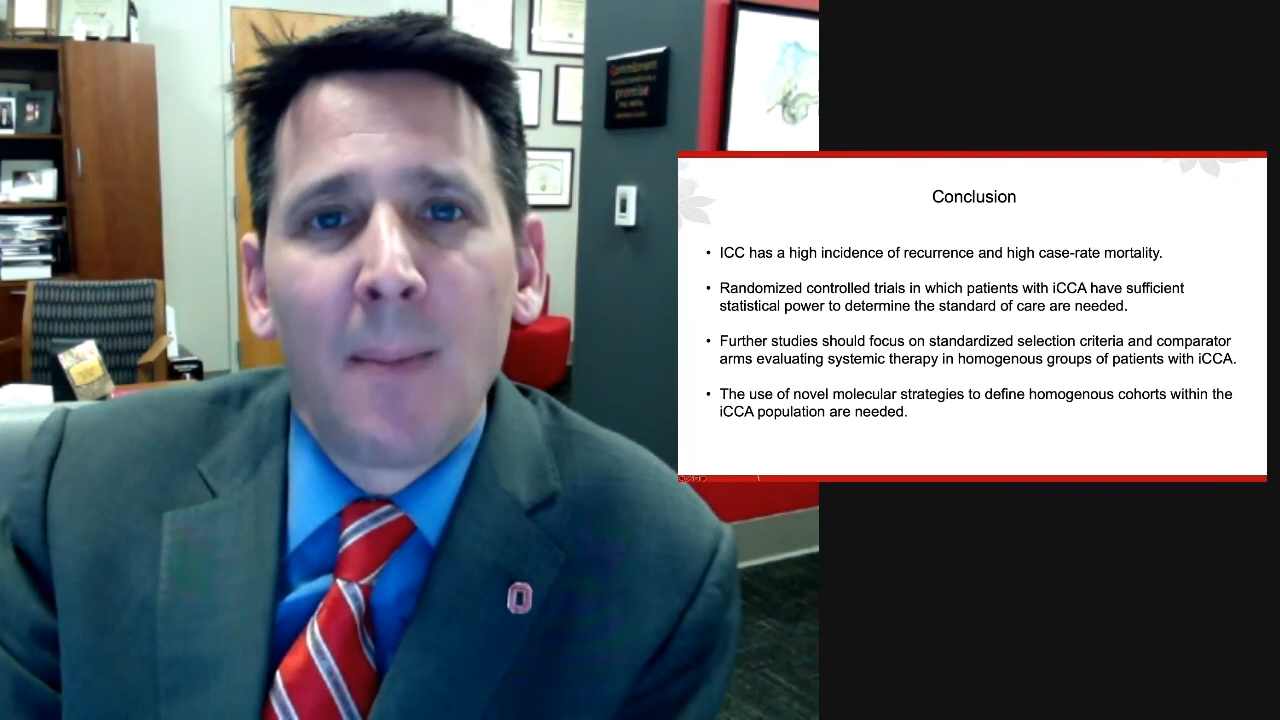 Commitment
promise
Conclusion
• ICC has a high incidence of recurrence and high case-rate mortality.
• Randomized controlled trials in which patients with iCCA have sufficient
statistical power to determine the standard of care are needed.
• Further studies should focus on standardized selection criteria and comparator
arms evaluating systemic therapy in homogenous groups of patients with iCCA.
• The use of novel molecular strategies to define homogenous cohorts within the
iCCA population are needed.
O